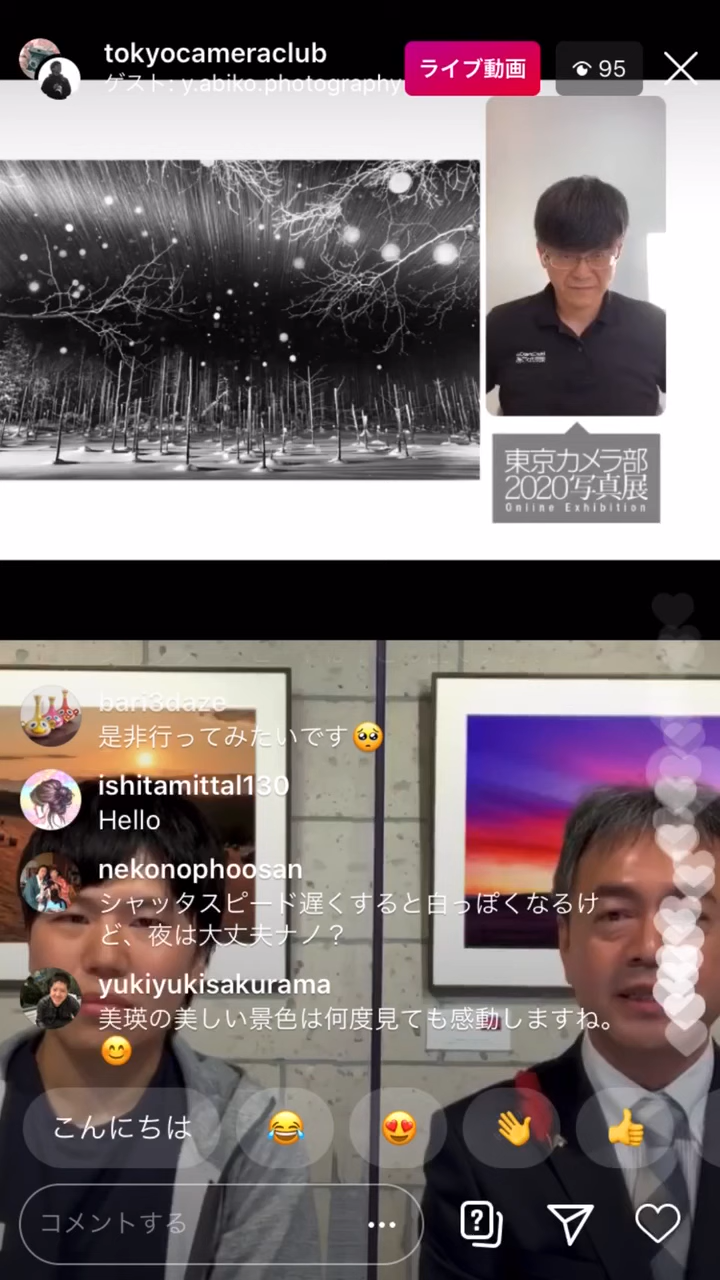 tokyocameraclub
ゲスト: y.abiko.photography
ライブ動画
95
東京カメラ部
2020写真展
Online Exhibition
bari3daze
是非行ってみたいです🥺
ishitamittal130
Hello
nekonophoosan
シャッタスピード遅くすると白っぽくなるけ
ど、夜は大丈夫ナノ？
yukiyukisakurama
美瑛の美しい景色は何度見ても感動しますね。
😊
こんにちは 😂 😍 👋 👍
コメントする